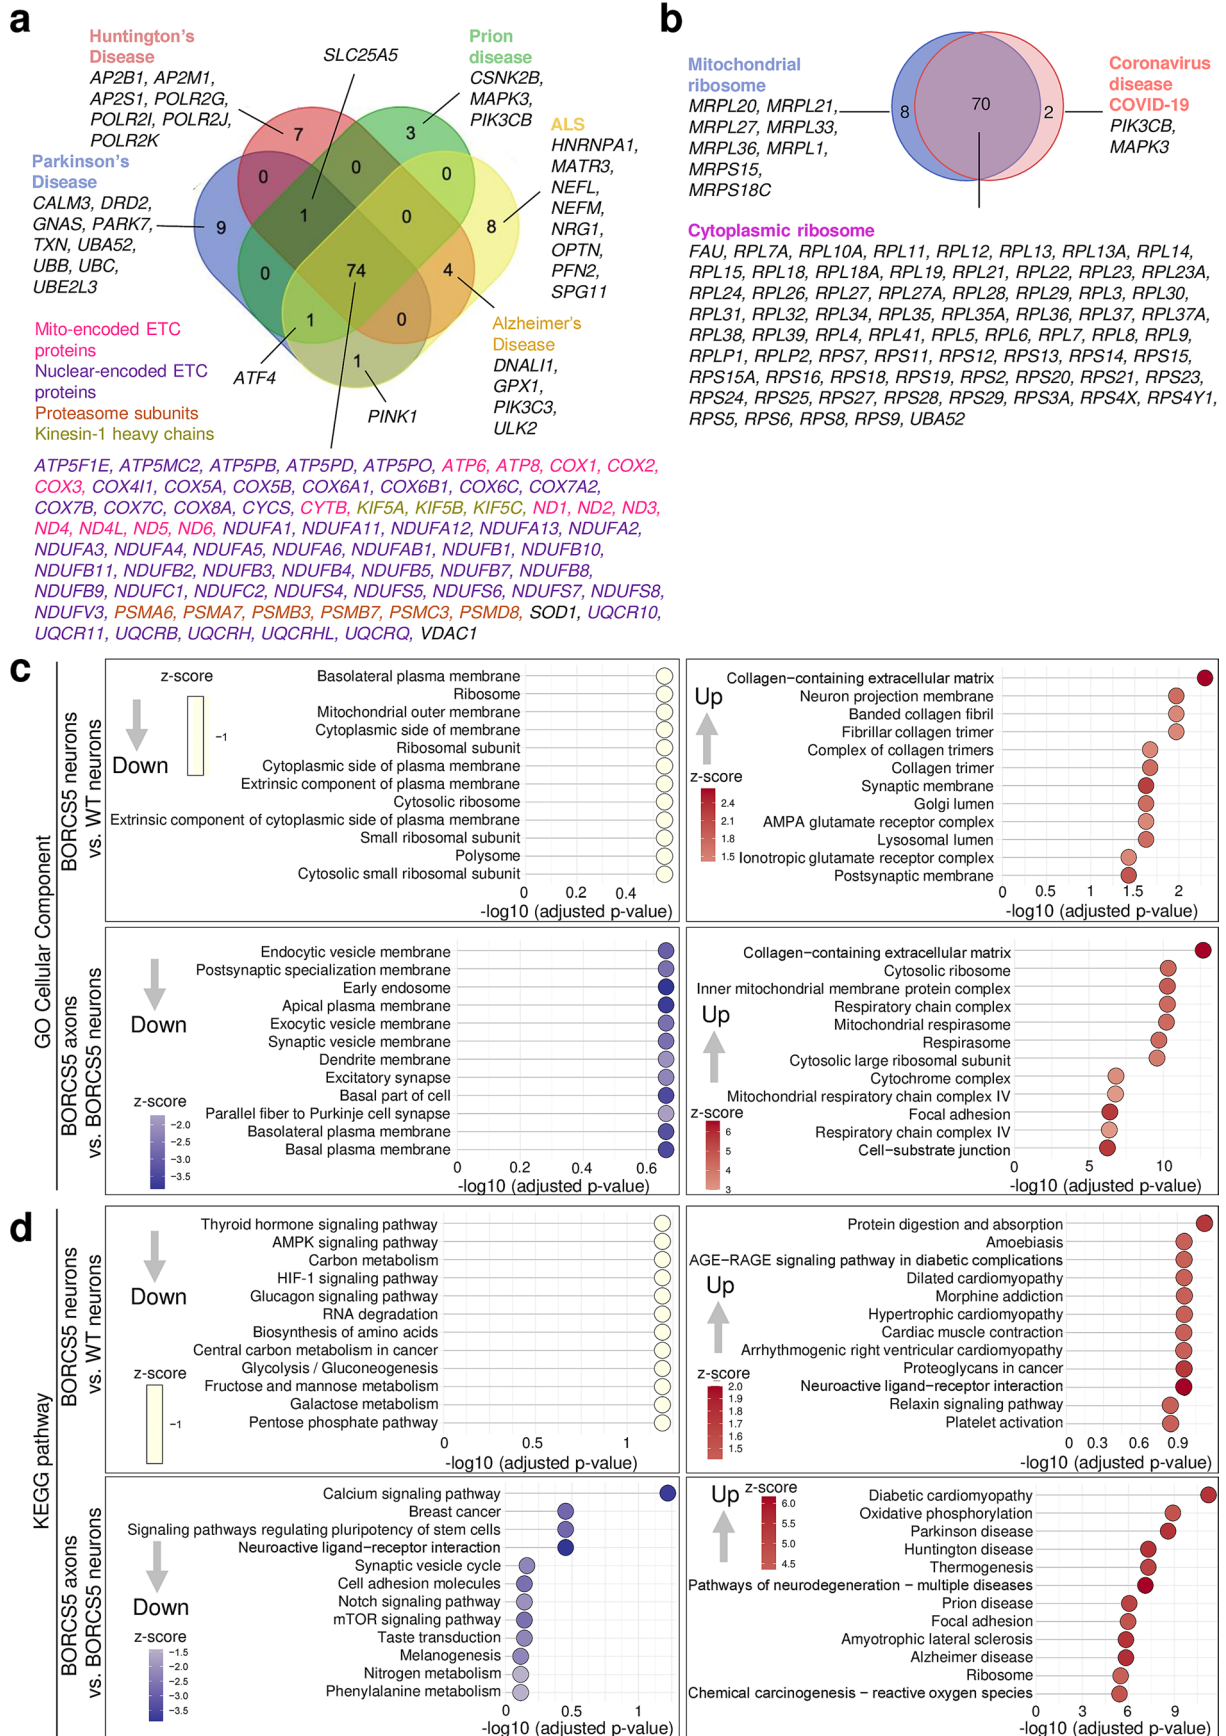 a
Huntington's
Disease
AP2B1, AP2M1,
AP2S1, POLR2G,
POLR2I, POLR2J,
POLR2K
SLC25A5
Prion
disease
CSNK2B,
MAPK3,
PIK3CB
ALS
HNRNPA1,
MATR3,
NEFL,
NEFM,
NRG1,
OPTN,
PFN2,
SPG11
Parkinson's
Disease
CALM3, DRD2,
GNAS, PARK7,
TXN, UBA52,
UBB, UBC,
UBE2L3
7
3
0
0
0
9
1
0
8
0
74
4
1
0
1
Alzheimer's
Disease
DNALI1,
GPX1,
PIK3C3,
ULK2
ATF4
PINK1
Mito-encoded ETC
proteins
Nuclear-encoded ETC
proteins
Proteasome subunits
Kinesin-1 heavy chains
ATP5F1E, ATP5MC2, ATP5PB, ATP5PD, ATP5PO, ATP6, ATP8, COX1, COX2,
COX3, COX4I1, COX5A, COX5B, COX6A1, COX6B1, COX6C, COX7A2,
COX7B, COX7C, COX8A, CYCS, CYTB, KIF5A, KIF5B, KIF5C, ND1, ND2, ND3,
ND4, ND4L, ND5, ND6, NDUFA1, NDUFA11, NDUFA12, NDUFA13, NDUFA2,
NDUFA3, NDUFA4, NDUFA5, NDUFA6, NDUFAB1, NDUFB1, NDUFB10,
NDUFB11, NDUFB2, NDUFB3, NDUFB4, NDUFB5, NDUFB7, NDUFB8,
NDUFB9, NDUFC1, NDUFC2, NDUFS4, NDUFS5, NDUFS6, NDUFS7, NDUFS8,
NDUFV3, PSMA6, PSMA7, PSMB3, PSMB7, PSMC3, PSMD8, SOD1, UQCR10,
UQCR11, UQCRB, UQCRH, UQCRHL, UQCRQ, VDAC1
b
Mitochondrial
ribosome
MRPL20, MRPL21,
MRPL27, MRPL33,
MRPL36, MRPL1,
MRPS15,
MRPS18C
8
70
2
Coronavirus
disease
COVID-19
PIK3CB,
MAPK3
Cytoplasmic ribosome
FAU, RPL7A, RPL10A, RPL11, RPL12, RPL13, RPL13A, RPL14,
RPL15, RPL18, RPL18A, RPL19, RPL21, RPL22, RPL23, RPL23A,
RPL24, RPL26, RPL27, RPL27A, RPL28, RPL29, RPL3, RPL30,
RPL31, RPL32, RPL34, RPL35, RPL35A, RPL36, RPL37, RPL37A,
RPL38, RPL39, RPL4, RPL41, RPL5, RPL6, RPL7, RPL8, RPL9,
RPLP1, RPLP2, RPS7, RPS11, RPS12, RPS13, RPS14, RPS15,
RPS15A, RPS16, RPS18, RPS19, RPS2, RPS20, RPS21, RPS23,
RPS24, RPS25, RPS27, RPS28, RPS29, RPS3A, RPS4X, RPS4Y1,
RPS5, RPS6, RPS8, RPS9, UBA52
c
GO Cellular Component
BORCS5 neurons
vs. WT neurons
z-score
−1
Down
Basolateral plasma membrane
Ribosome
Mitochondrial outer membrane
Cytoplasmic side of membrane
Ribosomal subunit
Cytoplasmic side of plasma membrane
Extrinsic component of plasma membrane
Cytosolic ribosome
Extrinsic component of cytoplasmic side of plasma membrane
Small ribosomal subunit
Polysome
Cytosolic small ribosomal subunit
0 0.2 0.4
-log10 (adjusted p-value)
Up
z-score
2.4
2.1
1.8
1.5
Collagen−containing extracellular matrix
Neuron projection membrane
Banded collagen fibril
Fibrillar collagen trimer
Complex of collagen trimers
Collagen trimer
Synaptic membrane
Golgi lumen
AMPA glutamate receptor complex
Lysosomal lumen
Ionotropic glutamate receptor complex
Postsynaptic membrane
0 0.5 1 1.5 2
-log10 (adjusted p-value)
BORCS5 axons
vs. BORCS5 neurons
Down
z-score
−2.0
−2.5
−3.0
−3.5
Endocytic vesicle membrane
Postsynaptic specialization membrane
Early endosome
Apical plasma membrane
Exocytic vesicle membrane
Synaptic vesicle membrane
Dendrite membrane
Excitatory synapse
Basal part of cell
Parallel fiber to Purkinje cell synapse
Basolateral plasma membrane
Basal plasma membrane
0 0.2 0.4 0.6
-log10 (adjusted p-value)
Up
z-score
6
5
4
3
Collagen−containing extracellular matrix
Cytosolic ribosome
Inner mitochondrial membrane protein complex
Respiratory chain complex
Mitochondrial respirasome
Respirasome
Cytosolic large ribosomal subunit
Cytochrome complex
Mitochondrial respiratory chain complex IV
Focal adhesion
Respiratory chain complex IV
Cell−substrate junction
0 5 10
-log10 (adjusted p-value)
d
KEGG pathway
BORCS5 neurons
vs. WT neurons
Down
z-score
−1
Thyroid hormone signaling pathway
AMPK signaling pathway
Carbon metabolism
HIF-1 signaling pathway
Glucagon signaling pathway
RNA degradation
Biosynthesis of amino acids
Central carbon metabolism in cancer
Glycolysis / Gluconeogenesis
Fructose and mannose metabolism
Galactose metabolism
Pentose phosphate pathway
0 0.5 1
-log10 (adjusted p-value)
Up
z-score
2.0
1.9
1.8
1.7
1.6
1.5
Protein digestion and absorption
Amoebiasis
AGE−RAGE signaling pathway in diabetic complications
Dilated cardiomyopathy
Morphine addiction
Hypertrophic cardiomyopathy
Cardiac muscle contraction
Arrhythmogenic right ventricular cardiomyopathy
Proteoglycans in cancer
Neuroactive ligand−receptor interaction
Relaxin signaling pathway
Platelet activation
0 0.3 0.6 0.9
-log10 (adjusted p-value)
BORCS5 axons
vs. BORCS5 neurons
Down
z-score
−1.5
−2.0
−2.5
−3.0
−3.5
Calcium signaling pathway
Breast cancer
Signaling pathways regulating pluripotency of stem cells
Neuroactive ligand−receptor interaction
Synaptic vesicle cycle
Cell adhesion molecules
Notch signaling pathway
mTOR signaling pathway
Taste transduction
Melanogenesis
Nitrogen metabolism
Phenylalanine metabolism
0 0.5 1
-log10 (adjusted p-value)
Up
z-score
6.0
5.5
5.0
4.5
Diabetic cardiomyopathy
Oxidative phosphorylation
Parkinson disease
Huntington disease
Thermogenesis
Pathways of neurodegeneration − multiple diseases
Prion disease
Focal adhesion
Amyotrophic lateral sclerosis
Alzheimer disease
Ribosome
Chemical carcinogenesis − reactive oxygen species
0 3 6 9
-log10 (adjusted p-value)